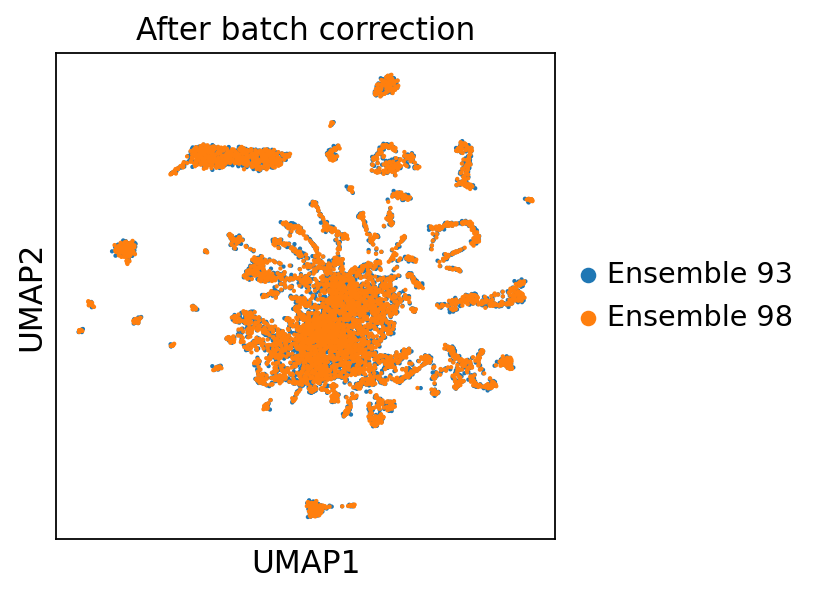 After batch correction
UMAP2
Ensemble 93
Ensemble 98
UMAP1